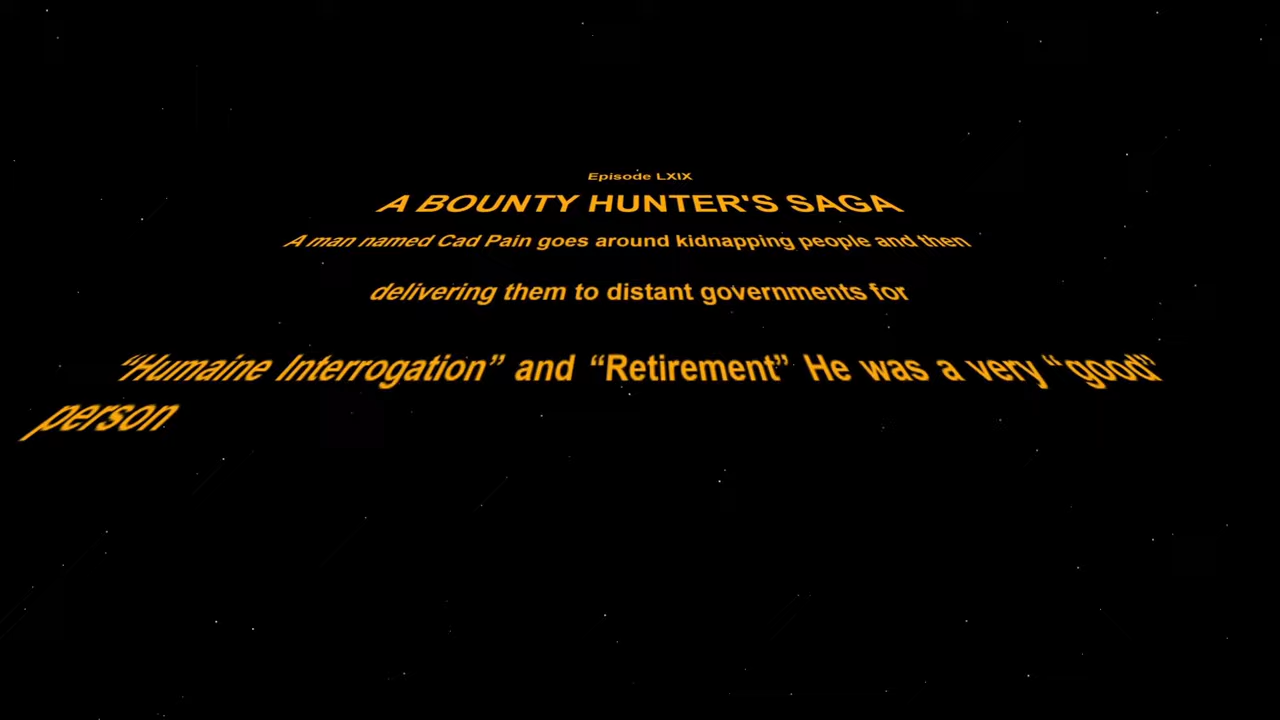 Episode LXIX
A BOUNTY HUNTER'S SAGA
A man named Cad Pain goes around kidnapping people and then
delivering them to distant governments for
“Humaine Interrogation” and “Retirement” He was a very “good”
person